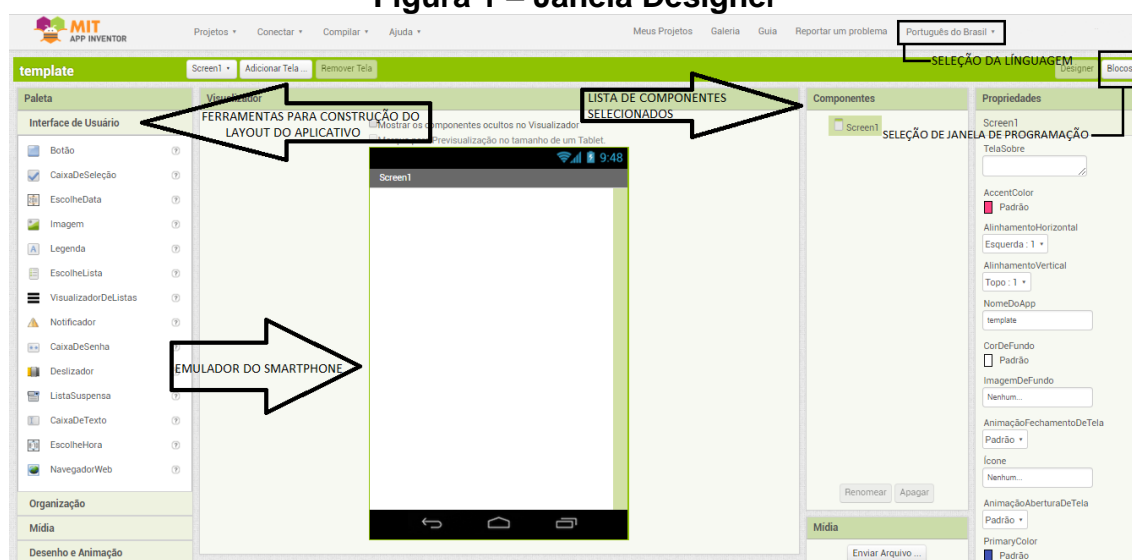 Figura 1 – Janela Designer
MIT
APP INVENTOR
Projetos
Conectar
Compilar
Ajuda
Meus Projetos
Galeria
Guia
Reportar um problema
Português do Brasil
SELEÇÃO DA LÍNGUAGEM
template
Screen1
Adicionar Tela ...
Remover Tela
Designer
Blocos
Paleta
Visualizador
Componentes
Propriedades
LISTA DE COMPONENTES
SELECIONADOS
Interface de Usuário
FERRAMENTAS PARA CONSTRUÇÃO DO
LAYOUT DO APLICATIVO
Mostrar os componentes ocultos no Visualizador
Previsualização no tamanho de um Tablet.
Screen1
SELEÇÃO DE JANELA DE PROGRAMAÇÃO
Screen1
TelaSobre
Botão
CaixaDeSeleção
EscolheData
Imagem
Legenda
EscolheLista
VisualizadorDeListas
Notificador
CaixaDeSenha
Deslizador
ListaSuspensa
CaixaDeTexto
EscolheHora
NavegadorWeb
Organização
Mídia
Desenho e Animação
9:48
Screen1
EMULADOR DO SMARTPHONE
Renomear
Apagar
Mídia
Enviar Arquivo ...
AccentColor
Padrão
AlinhamentoHorizontal
Esquerda : 1
AlinhamentoVertical
Topo : 1
NomeDoApp
template
CorDeFundo
Padrão
ImagemDeFundo
Nenhum...
AnimaçãoFechamentoDeTela
Padrão
Ícone
Nenhum...
AnimaçãoAberturaDeTela
Padrão
PrimaryColor
Padrão